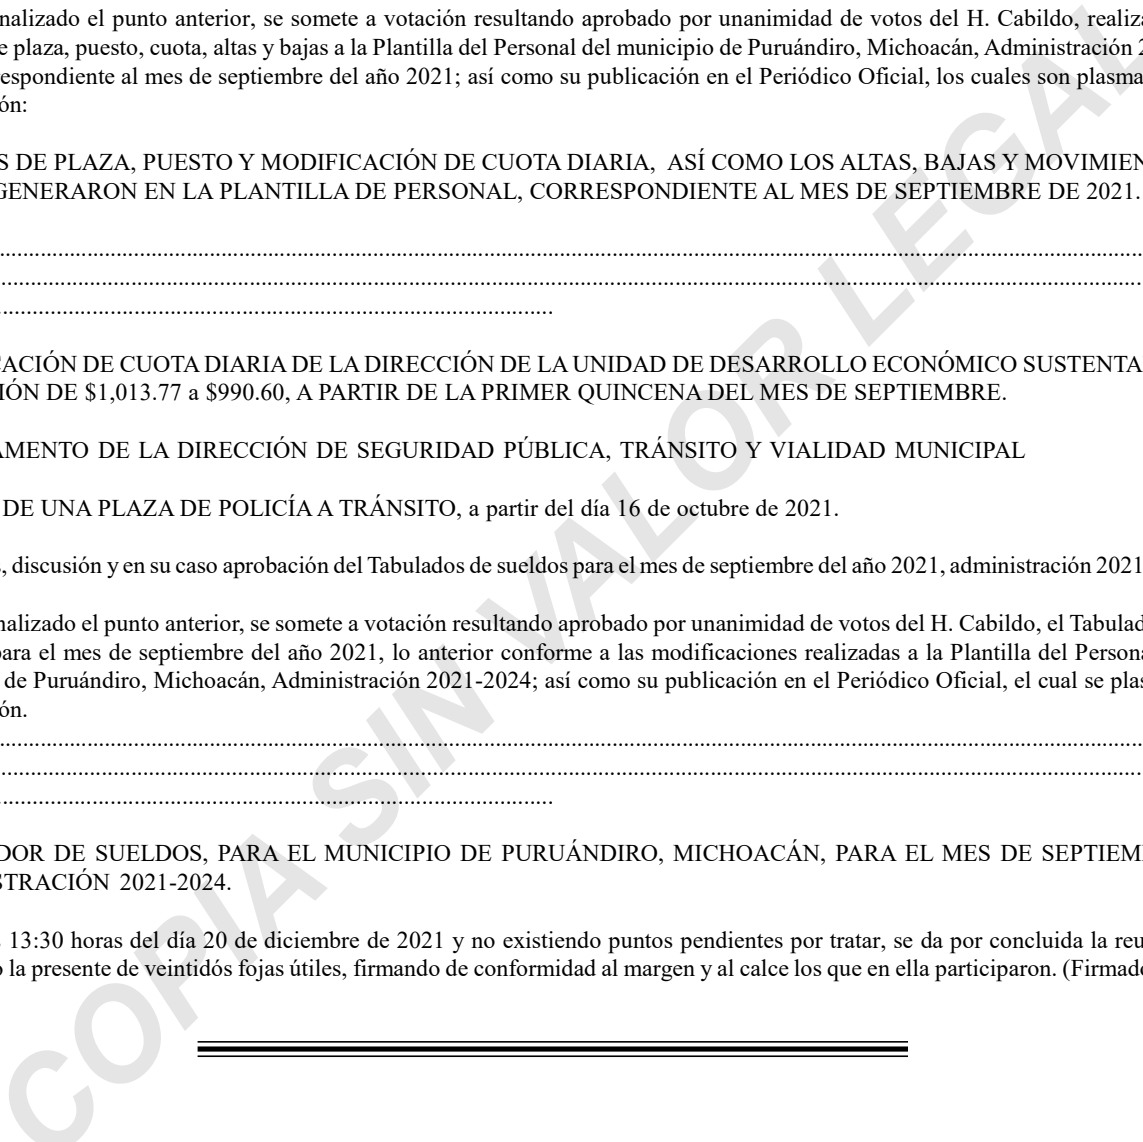 nalizado el punto anterior, se somete a votación resultando aprobado por unanimidad de votos del H. Cabildo, realiza
e plaza, puesto, cuota, altas y bajas a la Plantilla del Personal del municipio de Puruándiro, Michoacán, Administración 2
respondiente al mes de septiembre del año 2021; así como su publicación en el Periódico Oficial, los cuales son plasma
ón:
S DE PLAZA, PUESTO Y MODIFICACIÓN DE CUOTA DIARIA, ASÍ COMO LOS ALTAS, BAJAS Y MOVIMIEN
GENERARON EN LA PLANTILLA DE PERSONAL, CORRESPONDIENTE AL MES DE SEPTIEMBRE DE 2021.
CACIÓN DE CUOTA DIARIA DE LA DIRECCIÓN DE LA UNIDAD DE DESARROLLO ECONÓMICO SUSTENTA
IÓN DE $1,013.77 a $990.60, A PARTIR DE LA PRIMER QUINCENA DEL MES DE SEPTIEMBRE.
AMENTO DE LA DIRECCIÓN DE SEGURIDAD PÚBLICA, TRÁNSITO Y VIALIDAD MUNICIPAL
DE UNA PLAZA DE POLICÍA A TRÁNSITO, a partir del día 16 de octubre de 2021.
, discusión y en su caso aprobación del Tabulados de sueldos para el mes de septiembre del año 2021, administración 2021
nalizado el punto anterior, se somete a votación resultando aprobado por unanimidad de votos del H. Cabildo, el Tabulad
para el mes de septiembre del año 2021, lo anterior conforme a las modificaciones realizadas a la Plantilla del Persona
de Puruándiro, Michoacán, Administración 2021-2024; así como su publicación en el Periódico Oficial, el cual se plas
ón.
DOR DE SUELDOS, PARA EL MUNICIPIO DE PURUÁNDIRO, MICHOACÁN, PARA EL MES DE SEPTIEM
STRACIÓN 2021-2024.
13:30 horas del día 20 de diciembre de 2021 y no existiendo puntos pendientes por tratar, se da por concluida la reu
o la presente de veintidós fojas útiles, firmando de conformidad al margen y al calce los que en ella participaron. (Firmado
COPIA SIN VALOR LEGAL